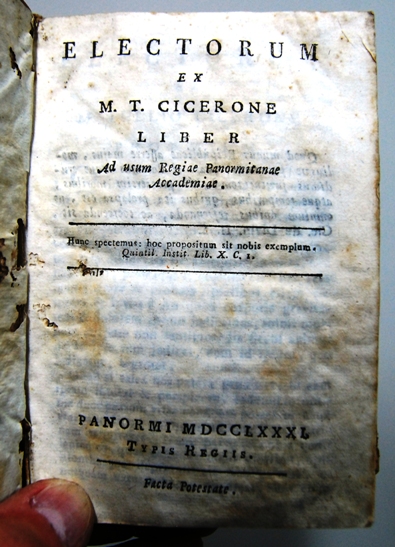 ELECTORUM
EX
M. T. CICERONE
LIBER
Ad usum Regiae Panormitanae
Accademiae.
Hunc spectemus: hoc propositum sit nobis exemplum.
Quintil. Instit. Lib. X. C. 1.
PANORMI MDCCLXXXI.
TYPIS REGIIS.
Facta Potestate.